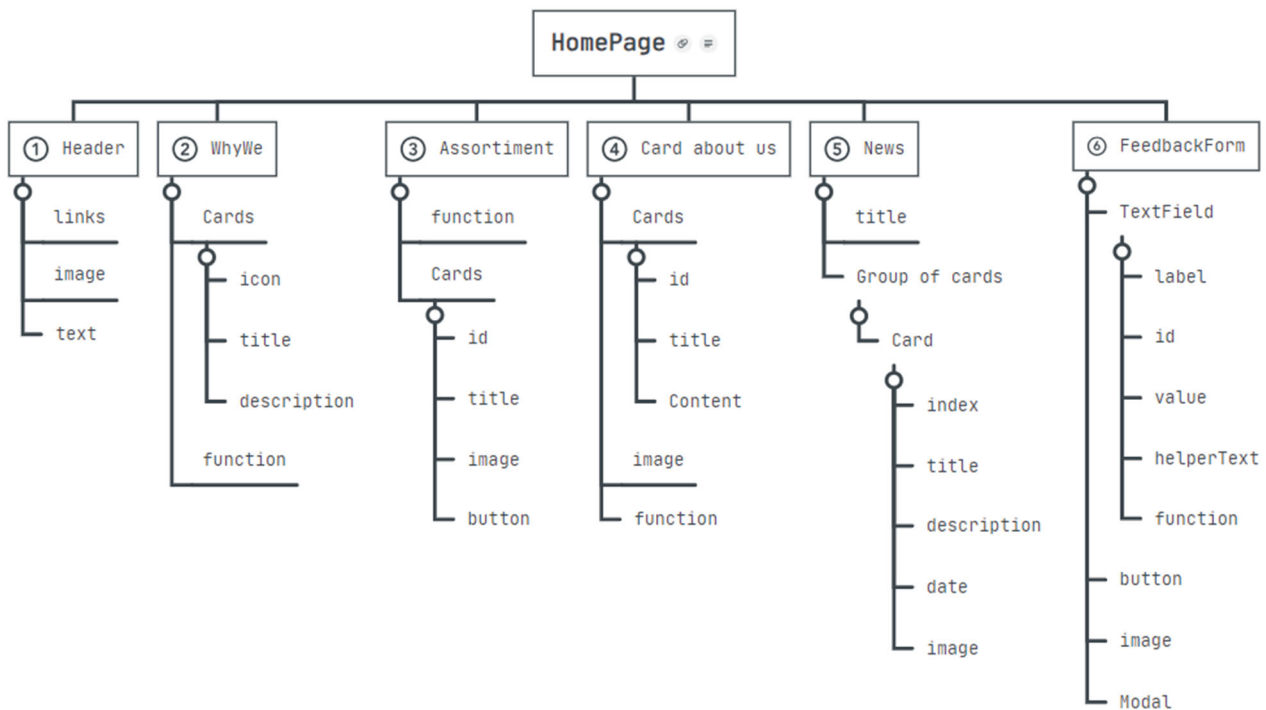 HomePage
1 Header
links
image
text
2 WhyWe
Cards
icon
title
description
function
3 Assortiment
function
Cards
id
title
image
button
4 Card about us
Cards
id
title
Content
image
function
5 News
title
Group of cards
Card
index
title
description
date
image
6 FeedbackForm
TextField
label
id
value
helperText
function
button
image
Modal